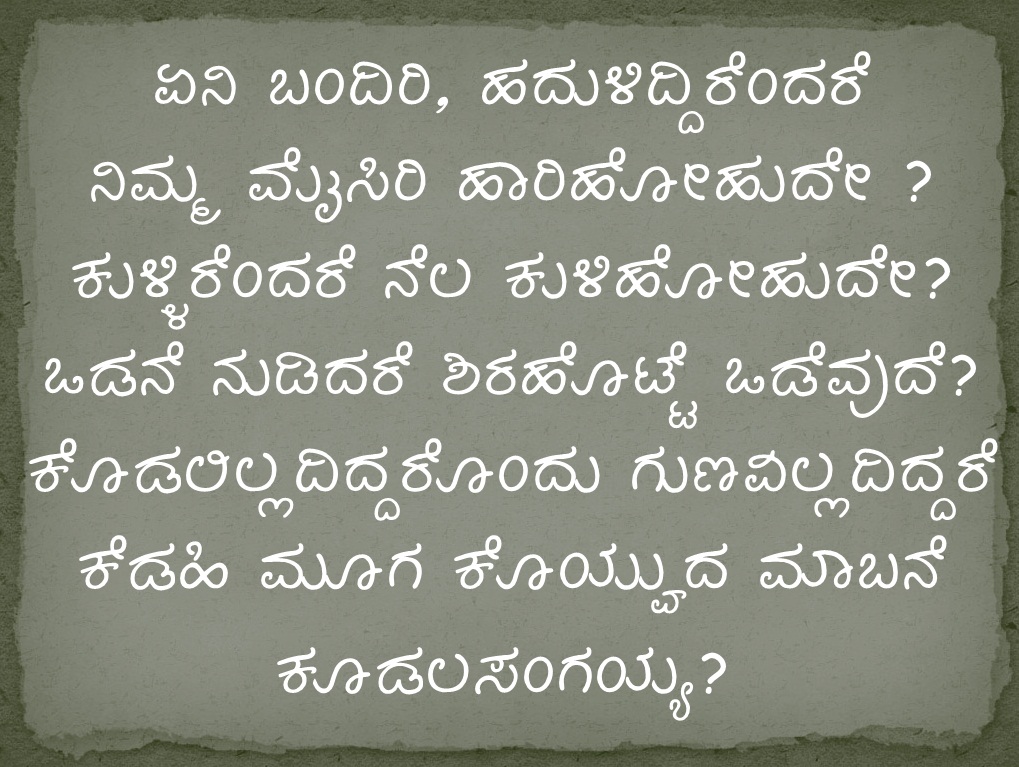 ಏನಿ ಬಂದಿರಿ, ಹದುಳಿದ್ದಿರೆಂದರೆ
ನಿಮ್ಮ ಮೈಸಿರಿ ಹಾರಿಹೋಹುದೇ ?
ಕುಳ್ಳಿರೆಂದರೆ ನೆಲ ಕುಳಿಹೋಹುದೇ?
ಒಡನೆ ನುಡಿದರೆ ಶಿರಹೊಟ್ಟೆ ಒಡೆವುದೆ?
ಕೊಡಲಿಲ್ಲದಿದ್ದರೊಂದು ಗುಣವಿಲ್ಲದಿದ್ದರೆ
ಕೆಡಹಿ ಮೂಗ ಕೊಯ್ವುದ ಮಾಬನೆ
ಕೂಡಲಸಂಗಯ್ಯ?